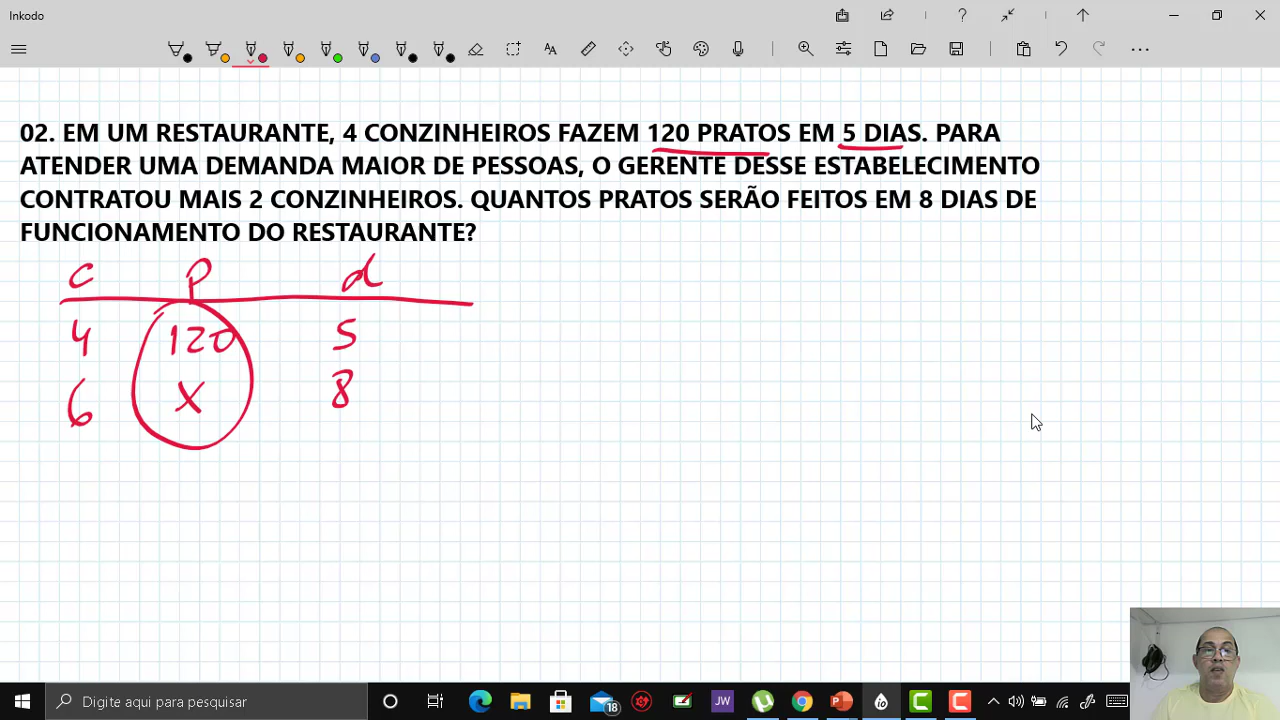 Inkodo
02. EM UM RESTAURANTE, 4 CONZINHEIROS FAZEM 120 PRATOS EM 5 DIAS. PARA
ATENDER UMA DEMANDA MAIOR DE PESSOAS, O GERENTE DESSE ESTABELECIMENTO
CONTRATOU MAIS 2 CONZINHEIROS. QUANTOS PRATOS SERÃO FEITOS EM 8 DIAS DE
FUNCIONAMENTO DO RESTAURANTE?
C P d
4 120 5
6 X 8
Digite aqui para pesquisar
18
JW